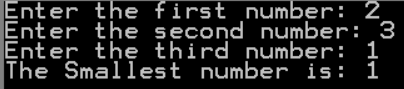 Enter the first number: 2
Enter the second number: 3
Enter the third number: 1
The Smallest number is: 1